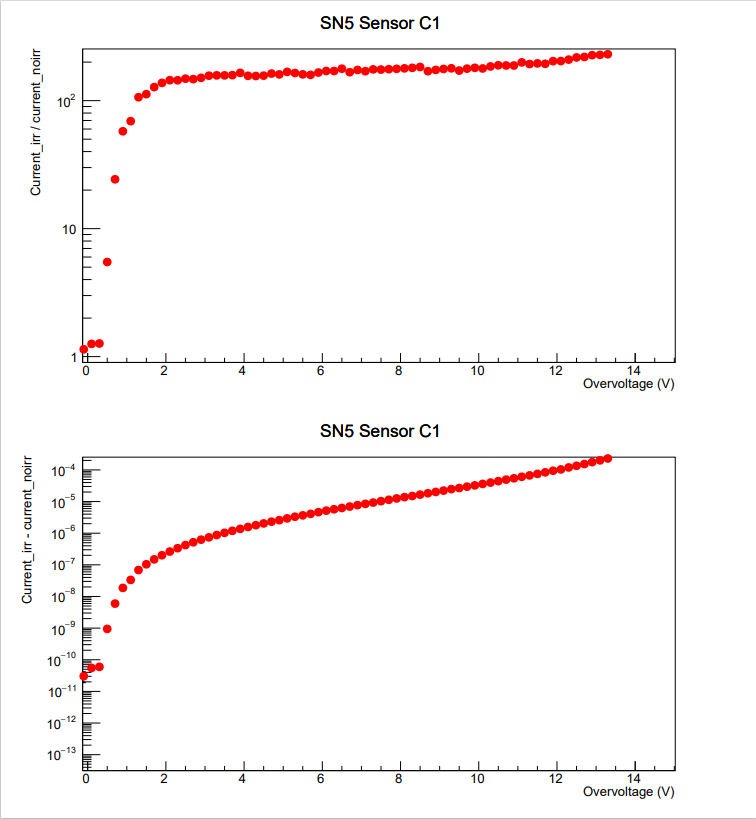 SN5 Sensor C1
Current_irr / current_noirr
10²
10
1
0 2 4 6 8 10 12 14
Overvoltage (V)
SN5 Sensor C1
Current_irr - current_noirr
10⁻⁴
10⁻⁵
10⁻⁶
10⁻⁷
10⁻⁸
10⁻⁹
10⁻¹⁰
10⁻¹¹
10⁻¹²
10⁻¹³
0 2 4 6 8 10 12 14
Overvoltage (V)